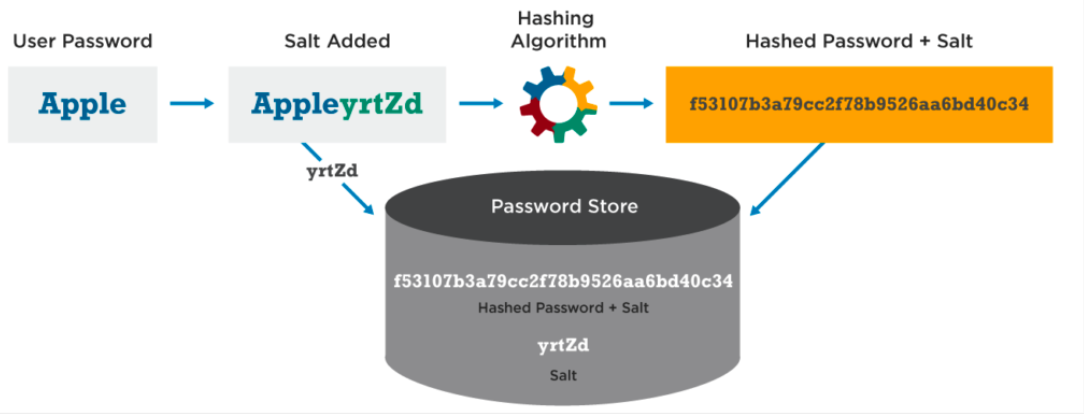 User Password
Salt Added
Hashing
Algorithm
Hashed Password + Salt
Apple
AppleyrtZd
f53107b3a79cc2f78b9526aa6bd40c34
yrtZd
Password Store
f53107b3a79cc2f78b9526aa6bd40c34
Hashed Password + Salt
yrtZd
Salt